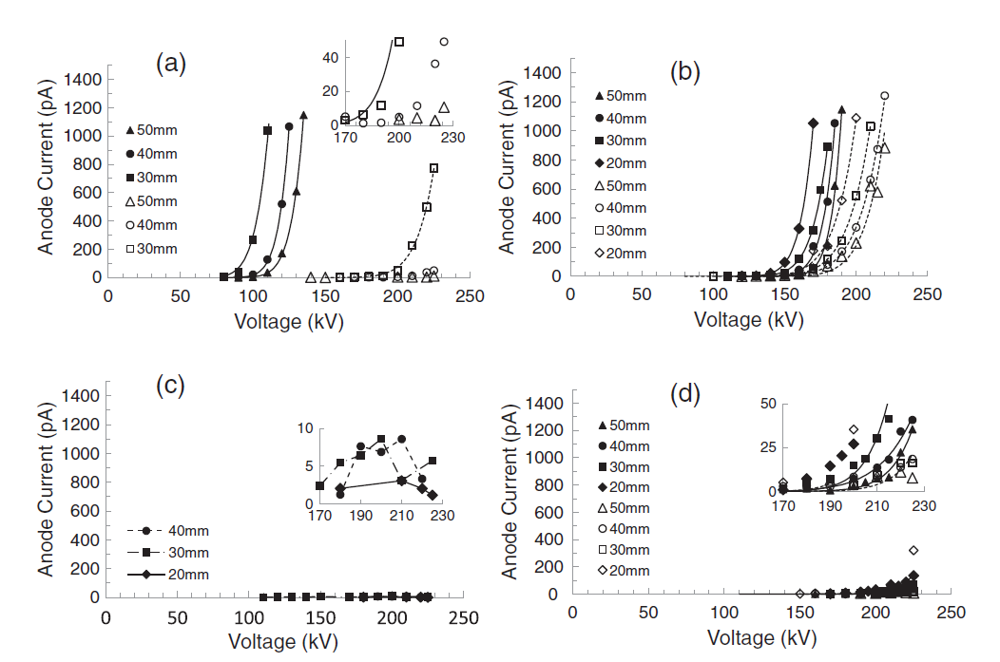 (a)
Anode Current (pA)
1400
1200
1000
800
600
400
200
0
50mm
40mm
30mm
50mm
40mm
30mm
40
20
0
170
200
230
0 50 100 150 200 250
Voltage (kV)
(b)
Anode Current (pA)
1400
1200
1000
800
600
400
200
0
50mm
40mm
30mm
20mm
50mm
40mm
30mm
20mm
0 50 100 150 200 250
Voltage (kV)
(c)
Anode Current (pA)
1400
1200
1000
800
600
400
200
0
10
5
0
170 190 210 230
40mm
30mm
20mm
0 50 100 150 200 250
Voltage (kV)
(d)
Anode Current (pA)
1400
1200
1000
800
600
400
200
0
50mm
40mm
30mm
20mm
50mm
40mm
30mm
20mm
50
25
0
170 190 210 230
0 50 100 150 200 250
Voltage (kV)